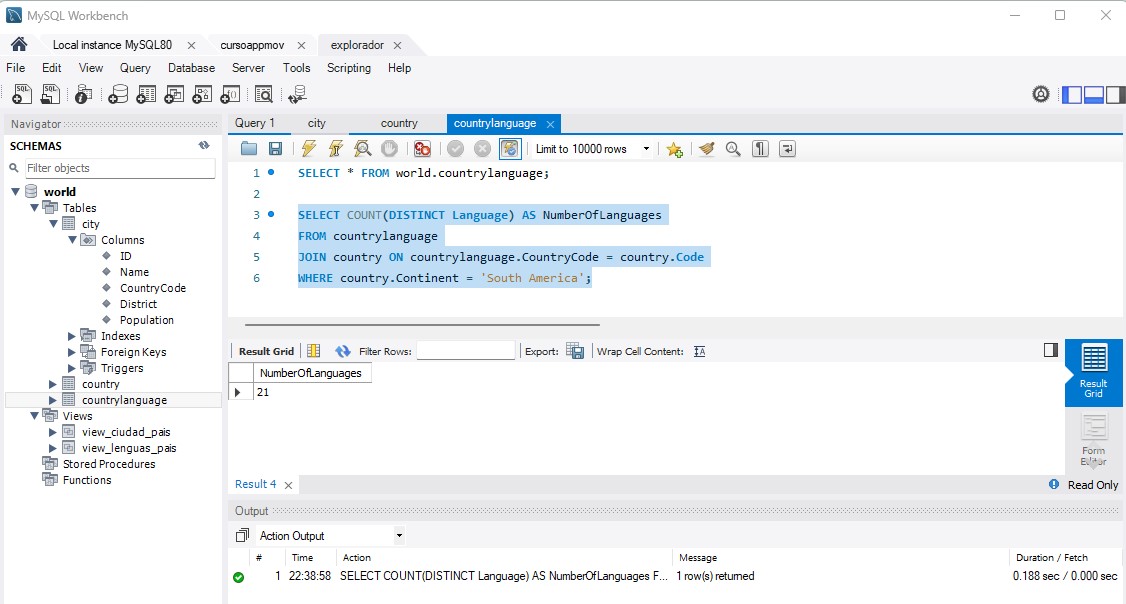 MySQL Workbench
Local instance MySQL80 cursoappmov explorador
File Edit View Query Database Server Tools Scripting Help
Navigator
SCHEMAS
Filter objects
world
Tables
city
Columns
ID
Name
CountryCode
District
Population
Indexes
Foreign Keys
Triggers
country
countrylanguage
Views
view_ciudad_pais
view_lenguas_pais
Stored Procedures
Functions
Query 1 city country countrylanguage
Limit to 10000 rows
1 SELECT * FROM world.countrylanguage;
2
3 SELECT COUNT(DISTINCT Language) AS NumberOfLanguages
4 FROM countrylanguage
5 JOIN country ON countrylanguage.CountryCode = country.Code
6 WHERE country.Continent = 'South America';
Result Grid Filter Rows: Export: Wrap Cell Content:
NumberOfLanguages
21
Result
Grid
Form
Editor
Result 4 Read Only
Output
Action Output
# Time Action Message Duration / Fetch
1 22:38:58 SELECT COUNT(DISTINCT Language) AS NumberOfLanguages F... 1 row(s) returned 0.188 sec / 0.000 sec